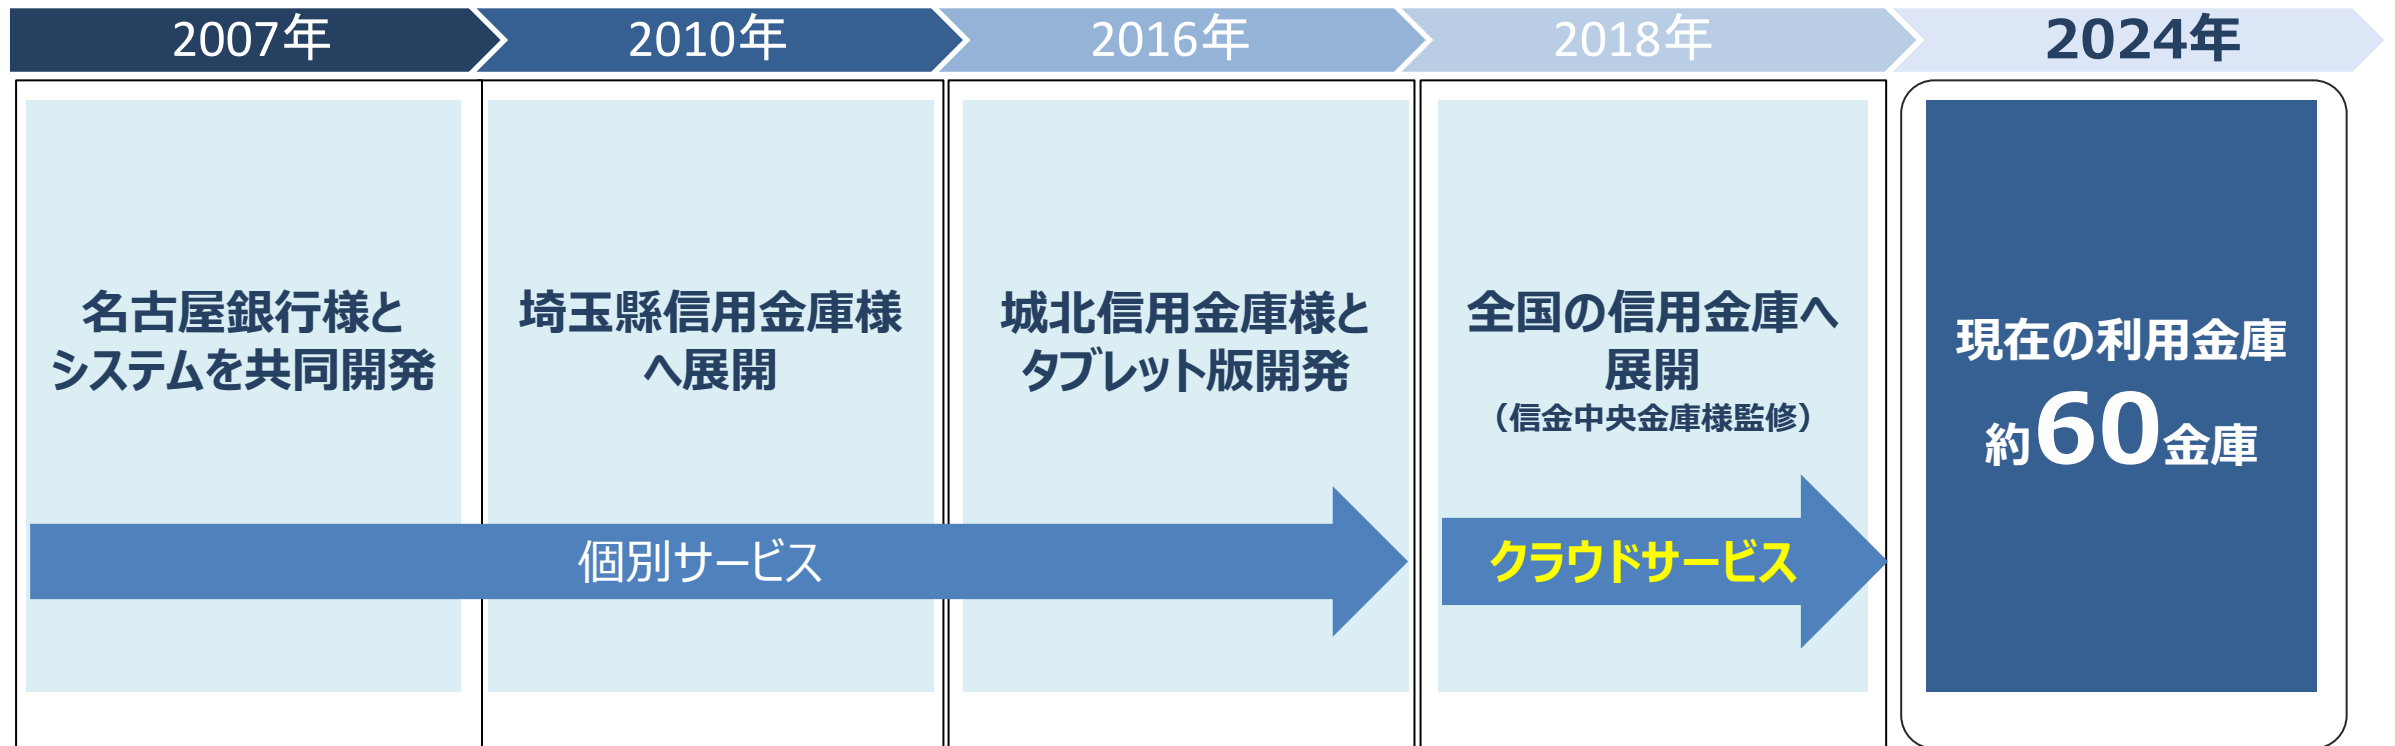 2007年
2010年
2016年
2018年
2024年
名古屋銀行様と
システムを共同開発
埼玉縣信用金庫様
へ展開
城北信用金庫様と
タブレット版開発
全国の信用金庫へ
展開
（信金中央金庫様監修）
現在の利用金庫
約60金庫
個別サービス
クラウドサービス